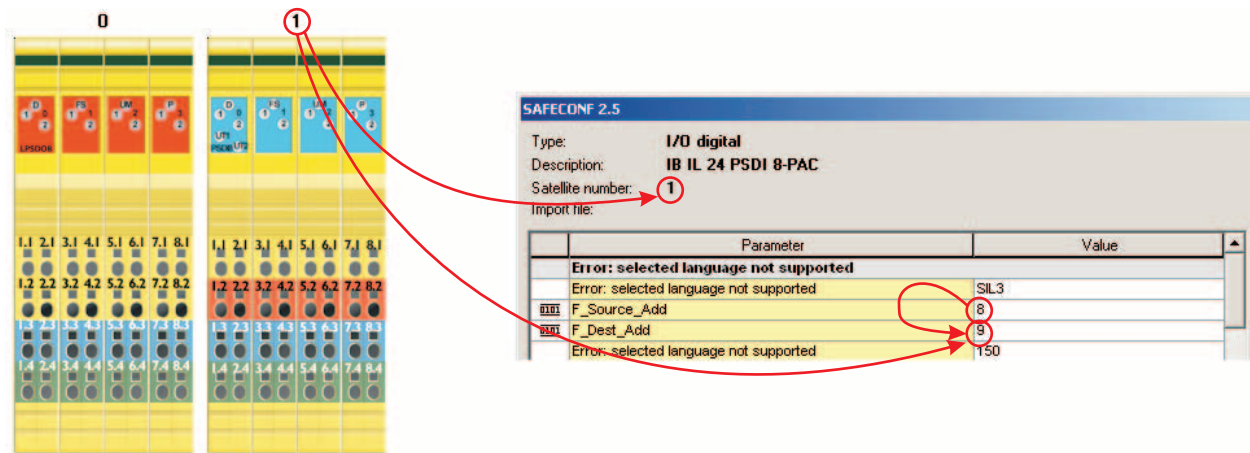 0
1
D FS UM P
1 0 1 1 1 2 1 3
2 2 2 2
LPSDO8
D FS UM P
1 0 1 1 1 2 1 3
2 2 2 2
UT1
PSDI8 UT2
1.1 2.1 3.1 4.1 5.1 6.1 7.1 8.1
1.2 2.2 3.2 4.2 5.2 6.2 7.2 8.2
1.3 2.3 3.3 4.3 5.3 6.3 7.3 8.3
1.4 2.4 3.4 4.4 5.4 6.4 7.4 8.4
1.1 2.1 3.1 4.1 5.1 6.1 7.1 8.1
1.2 2.2 3.2 4.2 5.2 6.2 7.2 8.2
1.3 2.3 3.3 4.3 5.3 6.3 7.3 8.3
1.4 2.4 3.4 4.4 5.4 6.4 7.4 8.4
SAFECONF 2.5
Type: I/O digital
Description: IB IL 24 PSDI 8-PAC
Satellite number: 1
Import file:
Parameter Value
Error: selected language not supported
Error: selected language not supported SIL3
0101 F_Source_Add 8
0101 F_Dest_Add 9
Error: selected language not supported 150